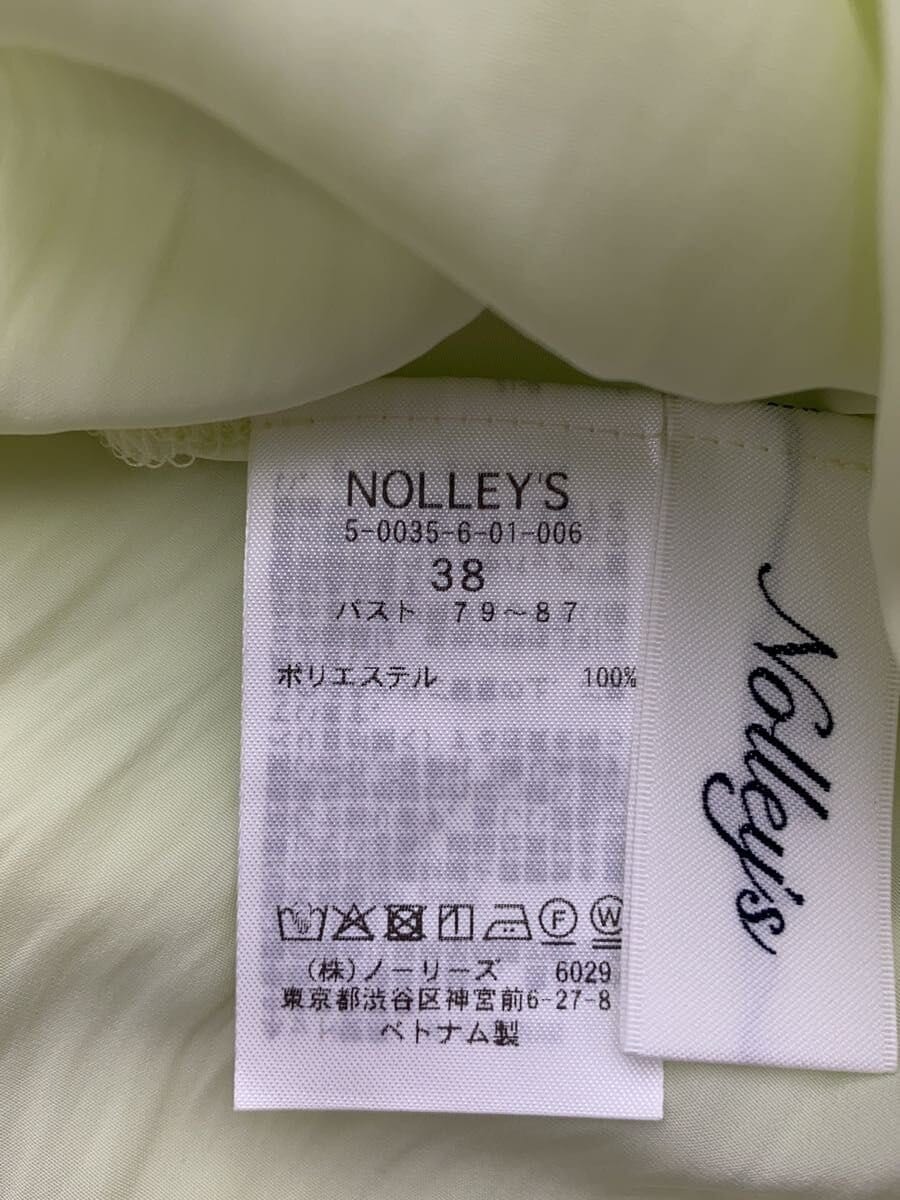 NOLLEY'S
5-0035-6-01-006
38
バスト 79～87
ポリエステル 100%
(株)ノーリーズ 6029
東京都渋谷区神宮前6-27-8
ベトナム製
Nolley's